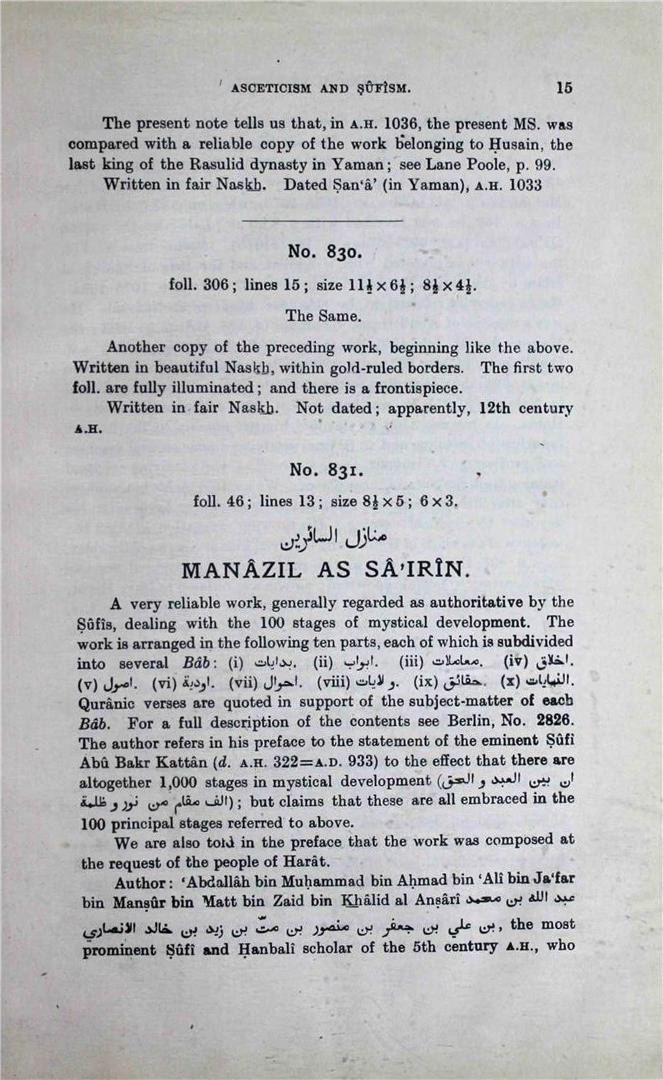 ASCETICISM AND ṢÛFÎSM. 15
The present note tells us that, in A.H. 1036, the present MS. was
compared with a reliable copy of the work belonging to Ḥusain, the
last king of the Rasulid dynasty in Yaman; see Lane Poole, p. 99.
Written in fair Naskh. Dated Ṣan‘â’ (in Yaman), A.H. 1033
No. 830.
foll. 306; lines 15; size 11½ × 6½; 8½ × 4½.
The Same.
Another copy of the preceding work, beginning like the above.
Written in beautiful Naskh, within gold-ruled borders. The first two
foll. are fully illuminated; and there is a frontispiece.
Written in fair Naskh. Not dated; apparently, 12th century
A.H.
No. 831.
foll. 46; lines 13; size 8½ × 5; 6 × 3.
منازل السائرين
MANÂZIL AS SÂ’IRÎN.
A very reliable work, generally regarded as authoritative by the
Ṣûfîs, dealing with the 100 stages of mystical development. The
work is arranged in the following ten parts, each of which is subdivided
into several Bâb: (i) بدايات. (ii) ابواب. (iii) معاملات. (iv) اخلاق.
(v) اصول. (vi) اودية. (vii) احوال. (viii) ولايات. (ix) حقائق. (x) النهايات.
Qurânic verses are quoted in support of the subject-matter of each
Bâb. For a full description of the contents see Berlin, No. 2826.
The author refers in his preface to the statement of the eminent Ṣûfî
Abû Bakr Kattân (d. A.H. 322=A.D. 933) to the effect that there are
altogether 1,000 stages in mystical development (ان بين العبد و الحق
الف مقام من نور و ظلمة); but claims that these are all embraced in the
100 principal stages referred to above.
We are also told in the preface that the work was composed at
the request of the people of Harât.
Author: ‘Abdallâh bin Muḥammad bin Aḥmad bin ‘Alî bin Ja‘far
bin Manṣûr bin Matt bin Zaid bin Khâlid al Anṣârî عبد الله بن محمد
بن علي بن جعفر بن منصور بن متّ بن زيد بن خالد الانصاري, the most
prominent Ṣûfî and Ḥanbalî scholar of the 5th century A.H., who